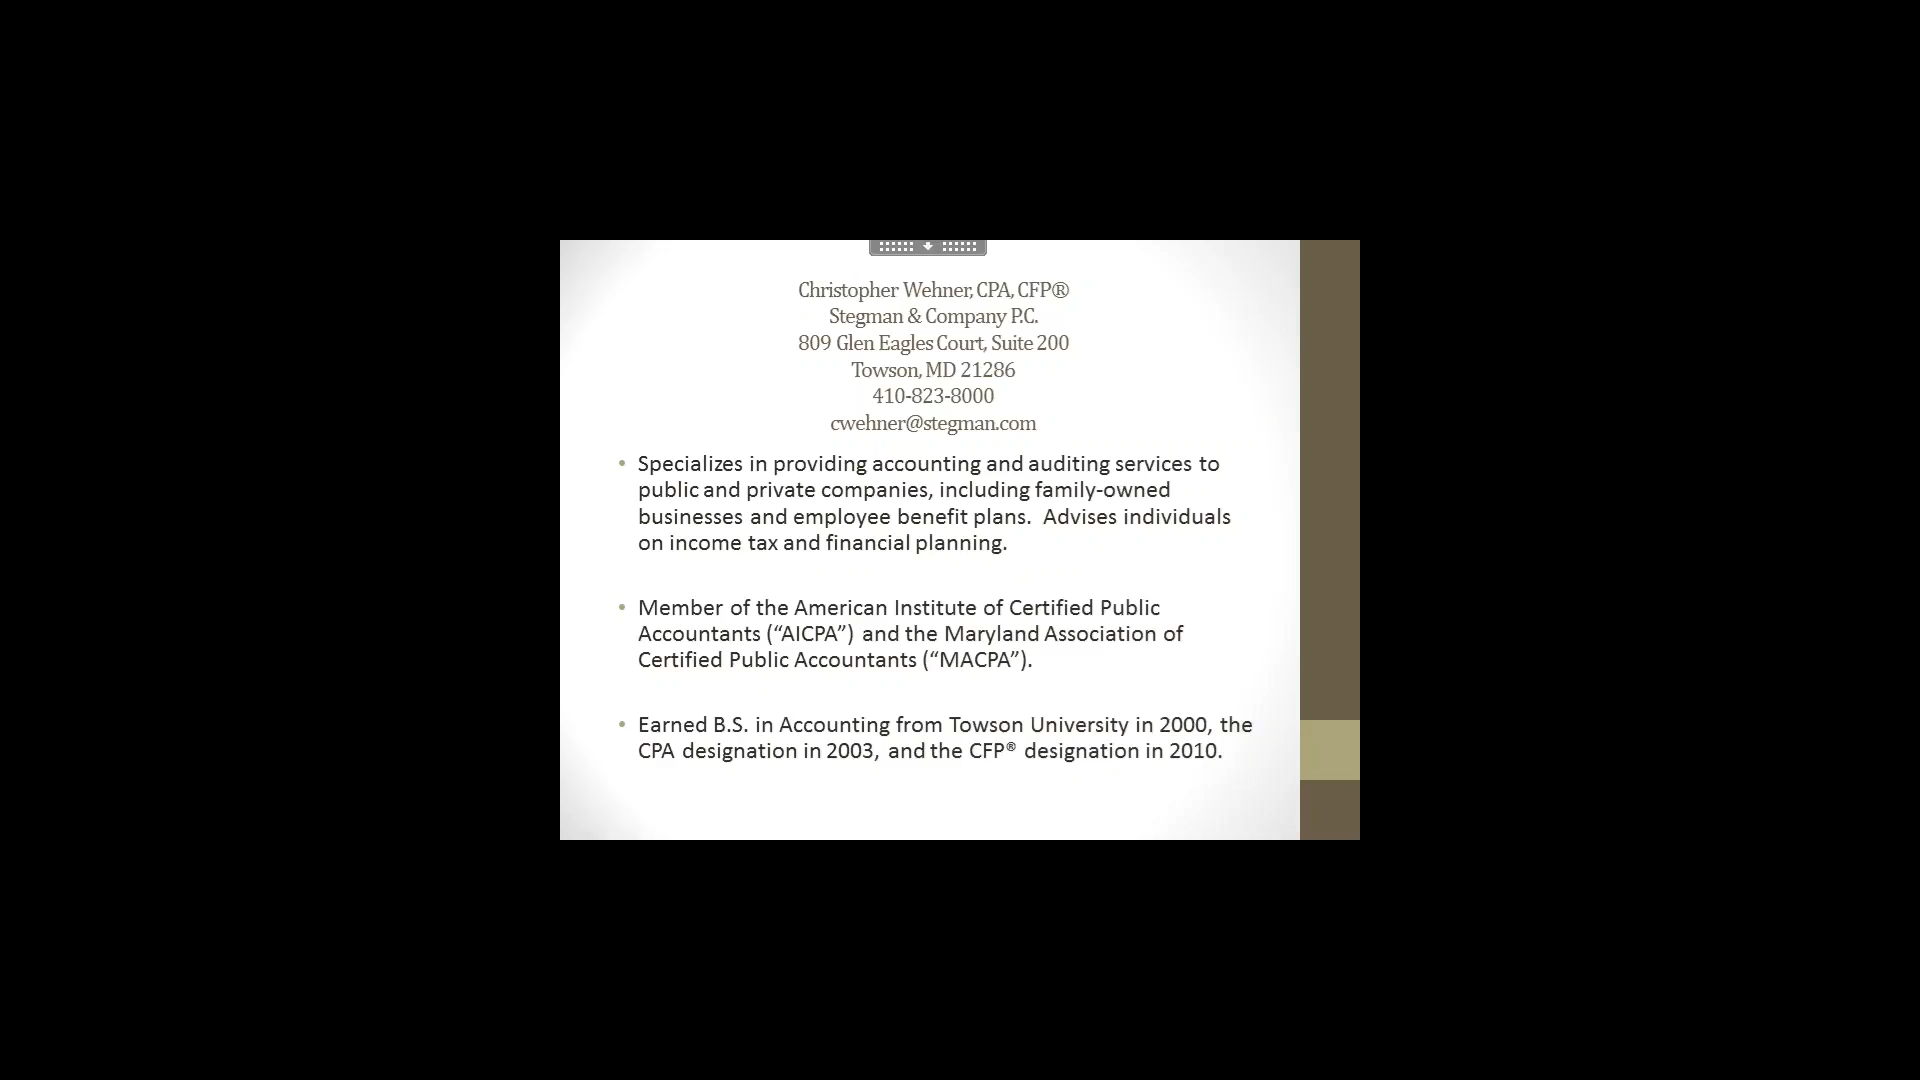 Christopher Wehner, CPA, CFP®
Stegman & Company P.C.
809 Glen Eagles Court, Suite 200
Towson, MD 21286
410-823-8000
cwehner@stegman.com
• Specializes in providing accounting and auditing services to
public and private companies, including family-owned
businesses and employee benefit plans.  Advises individuals
on income tax and financial planning.
• Member of the American Institute of Certified Public
Accountants (“AICPA”) and the Maryland Association of
Certified Public Accountants (“MACPA”).
• Earned B.S. in Accounting from Towson University in 2000, the
CPA designation in 2003, and the CFP® designation in 2010.